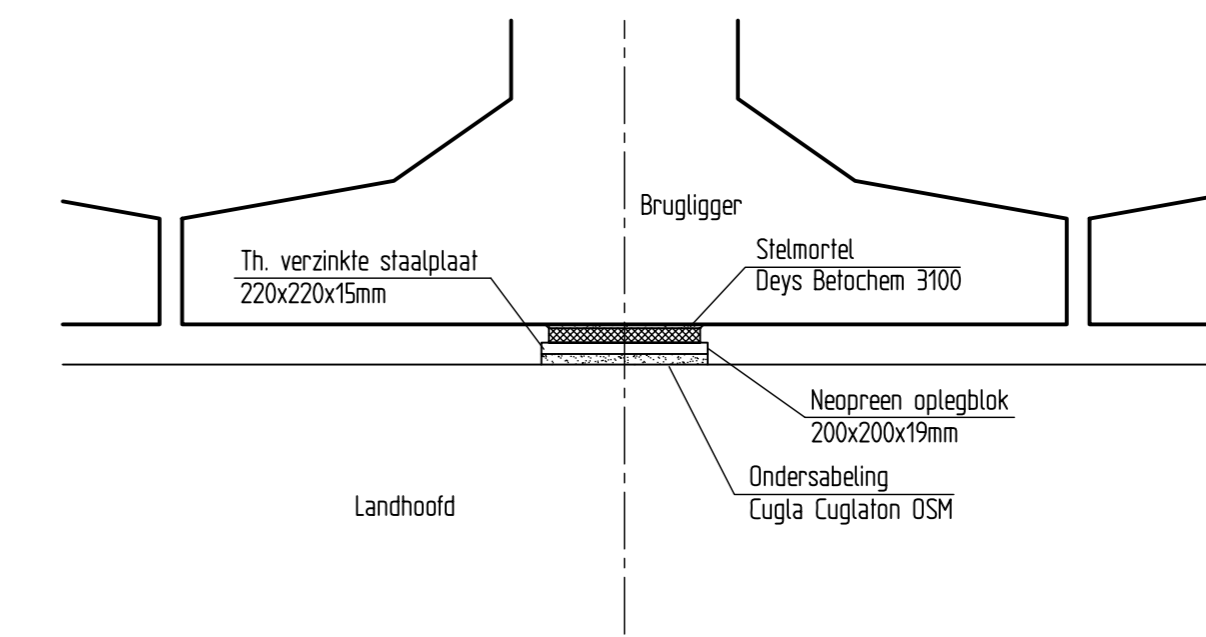 Brugligger
Th. verzinkte staalplaat
220x220x15mm
Stelmortel
Deys Betochem 3100
Neopreen oplegblok
200x200x19mm
Ondersabeling
Cugla Cuglaton OSM
Landhoofd